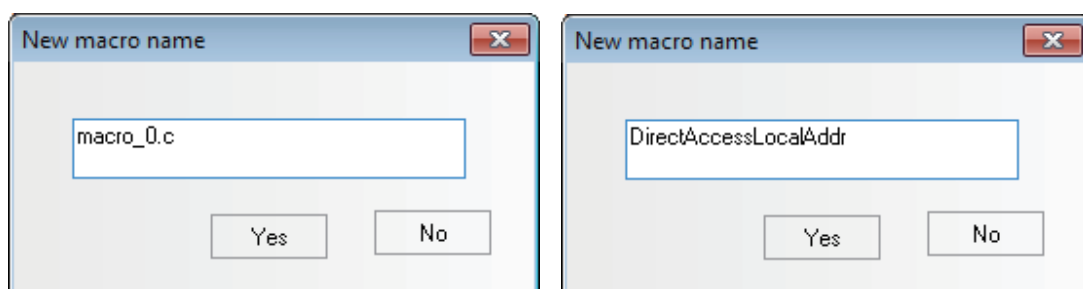 New macro name
macro_0.c
Yes No
New macro name
DirectAccessLocalAddr
Yes No